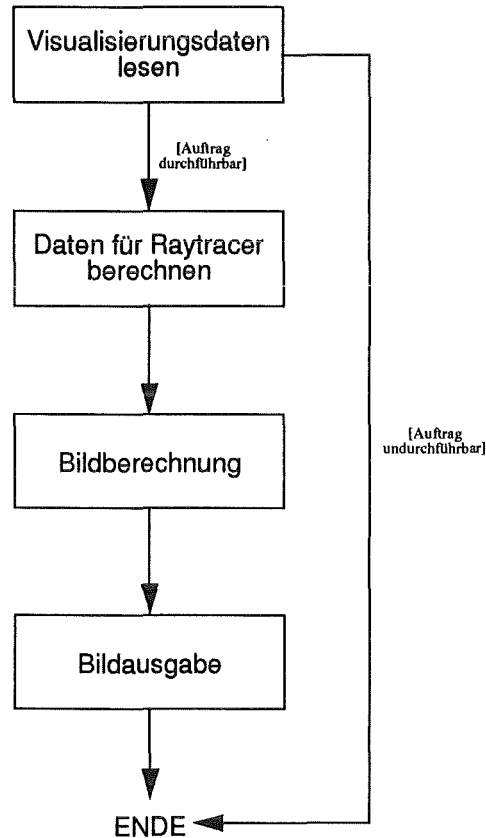 Visualisierungsdaten
lesen
[Auftrag
durchführbar]
Daten für Raytracer
berechnen
Bildberechnung
[Auftrag
undurchführbar]
Bildausgabe
ENDE